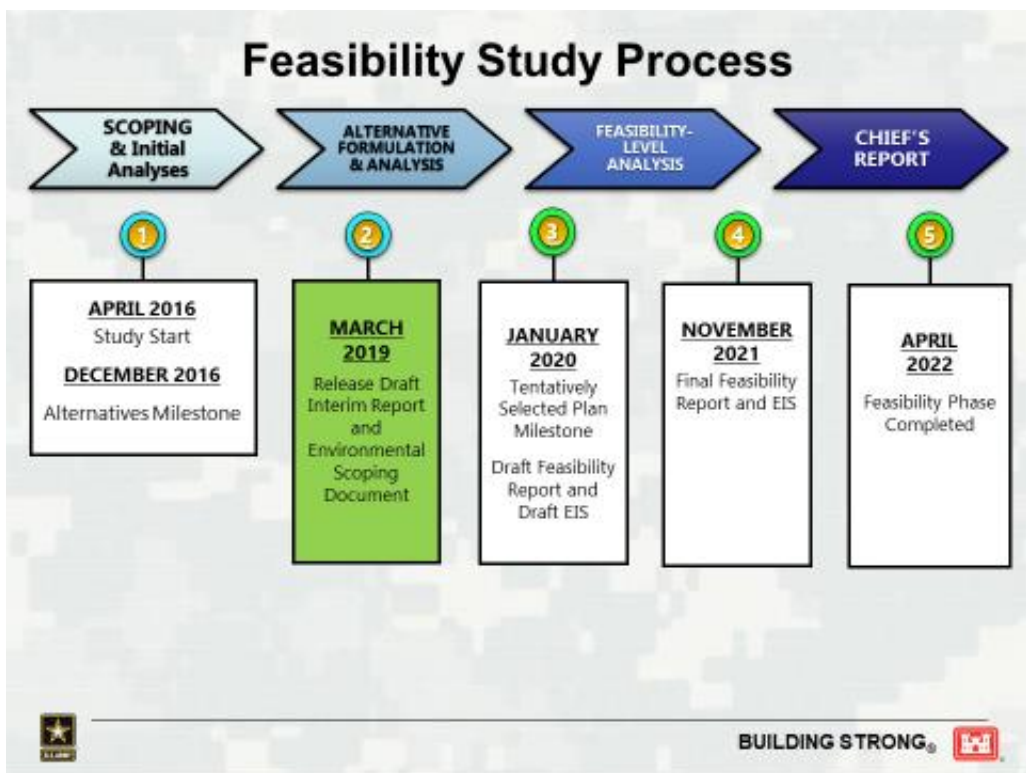 Feasibility Study Process
SCOPING
& Initial
Analyses
ALTERNATIVE
FORMULATION
& ANALYSIS
FEASIBILITY-
LEVEL
ANALYSIS
CHIEF'S
REPORT
1
2
3
4
5
APRIL 2016
Study Start
DECEMBER 2016
Alternatives Milestone
MARCH
2019
Release Draft
Interim Report
and
Environmental
Scoping
Document
JANUARY
2020
Tentatively
Selected Plan
Milestone
Draft Feasibility
Report and
Draft EIS
NOVEMBER
2021
Final Feasibility
Report and EIS
APRIL
2022
Feasibility Phase
Completed
BUILDING STRONG®